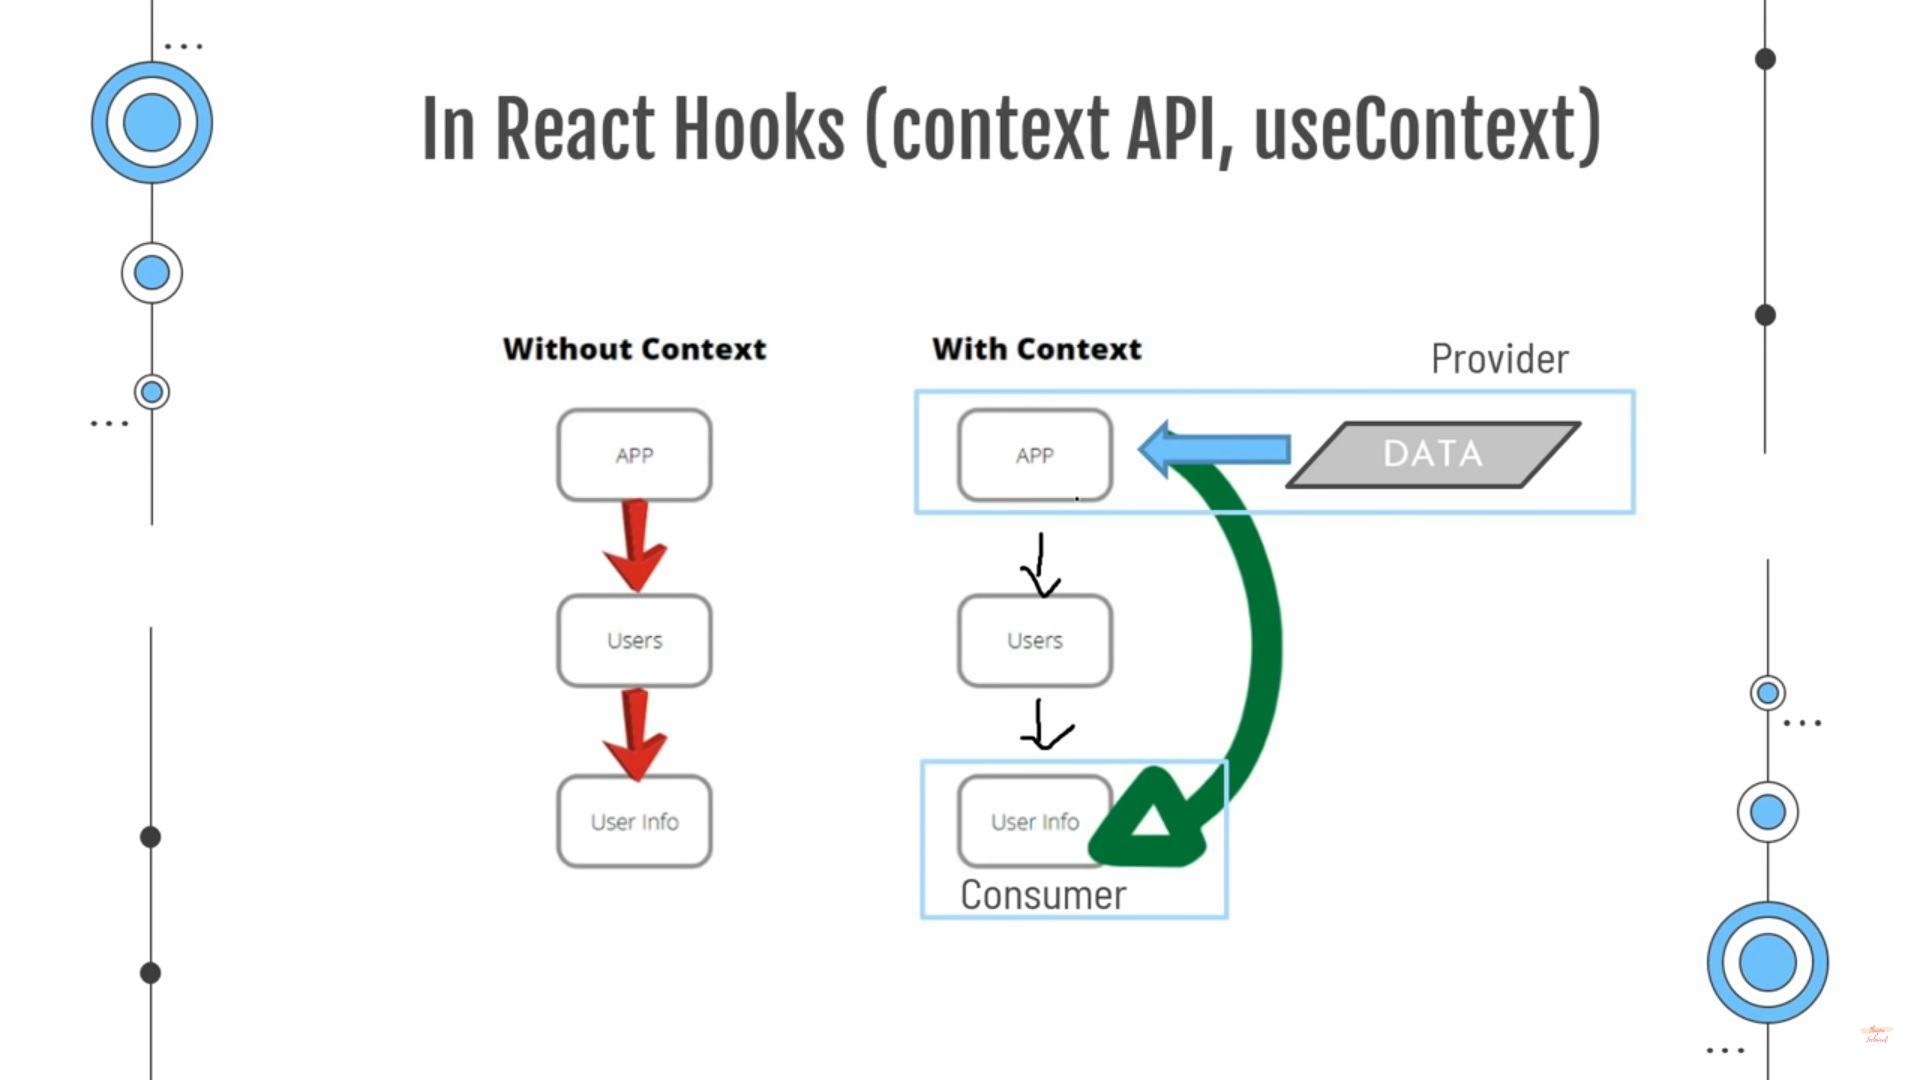 In React Hooks (context API, useContext)
Without Context
APP
Users
User Info
With Context
Provider
APP
DATA
Users
User Info
Consumer